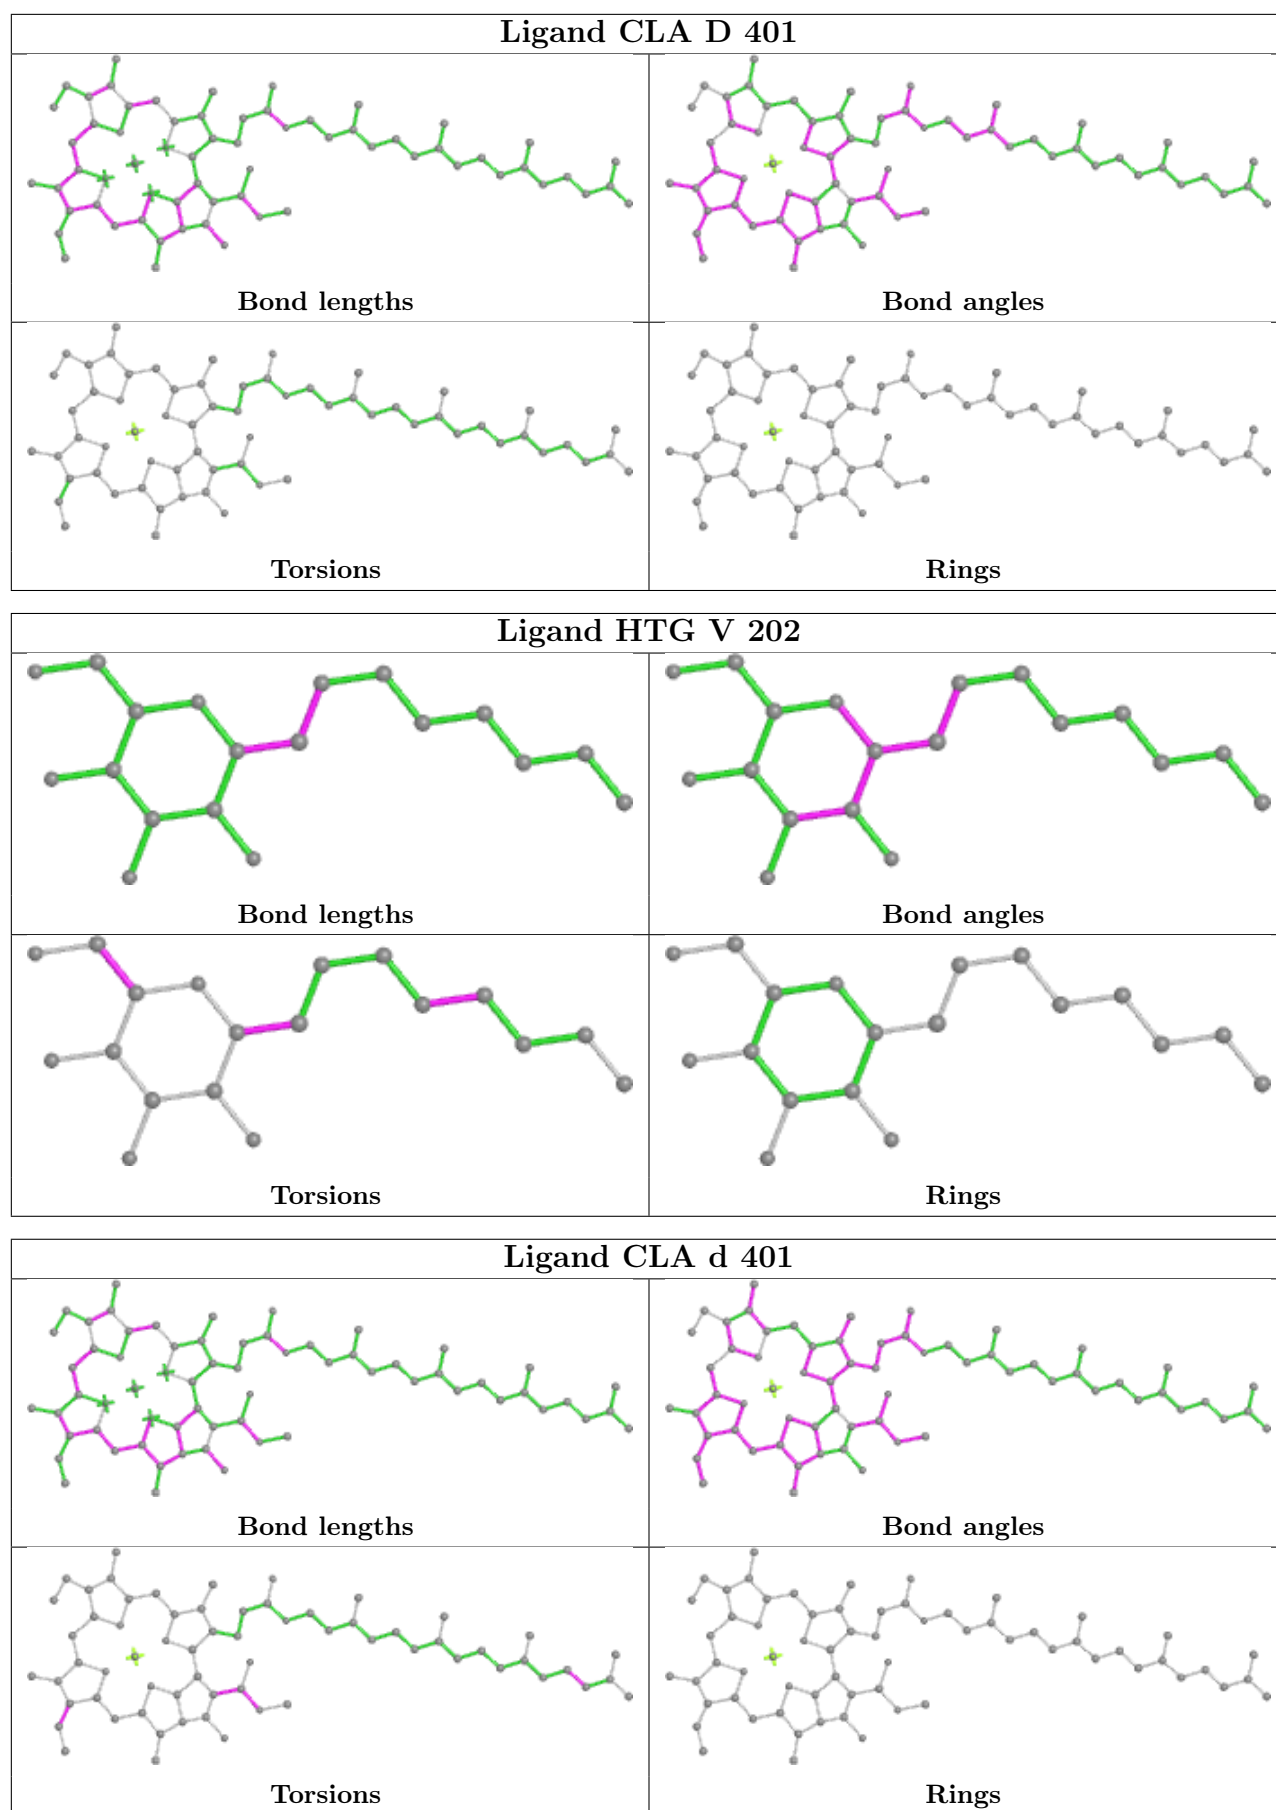 Ligand CLA D 401
Bond lengths
Bond angles
Torsions
Rings
Ligand HTG V 202
Bond lengths
Bond angles
Torsions
Rings
Ligand CLA d 401
Bond lengths
Bond angles
Torsions
Rings